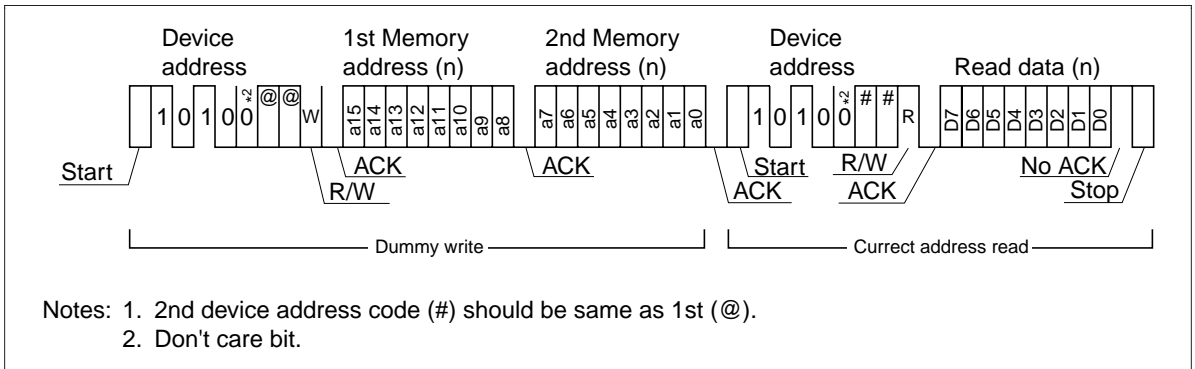 Device address 1st Memory address (n) 2nd Memory address (n) Device address Read data (n)
1 0 1 0 0 *2 @ @ W a15 a14 a13 a12 a11 a10 a9 a8 a7 a6 a5 a4 a3 a2 a1 a0 1 0 1 0 0 *2 # # R D7 D6 D5 D4 D3 D2 D1 D0
Start ACK ACK Start R/W No ACK
R/W ACK ACK Stop
Dummy write Currect address read
Notes: 1. 2nd device address code (#) should be same as 1st (@).
2. Don't care bit.